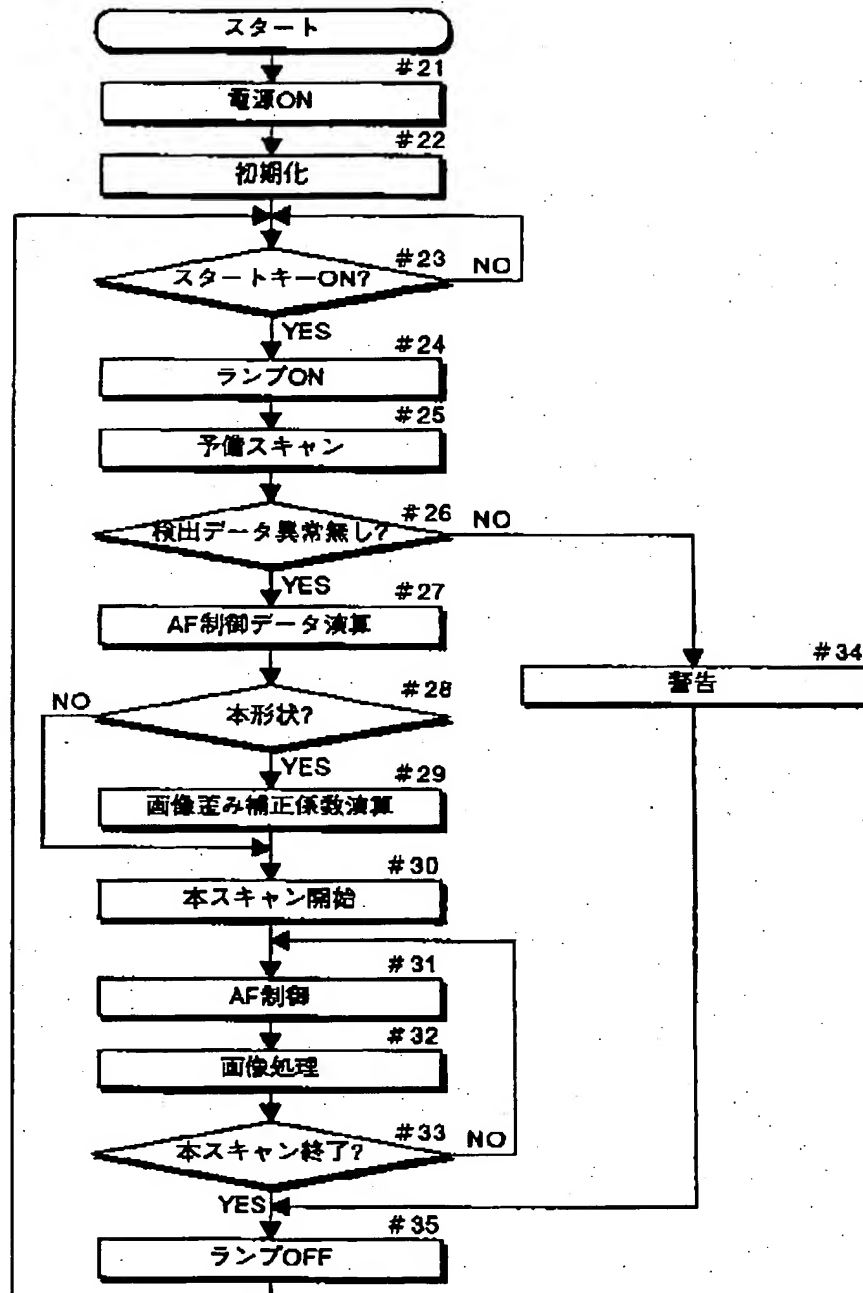 スタート
#21
電源ON
#22
初期化
#23
スタートキーON?
NO
YES
#24
ランプON
#25
予備スキャン
#26
検出データ異常無し?
NO
YES
#27
AF制御データ演算
#34
警告
#28
本形状?
NO
YES
#29
画像歪み補正係数演算
#30
本スキャン開始
#31
AF制御
#32
画像処理
#33
本スキャン終了?
NO
YES
#35
ランプOFF